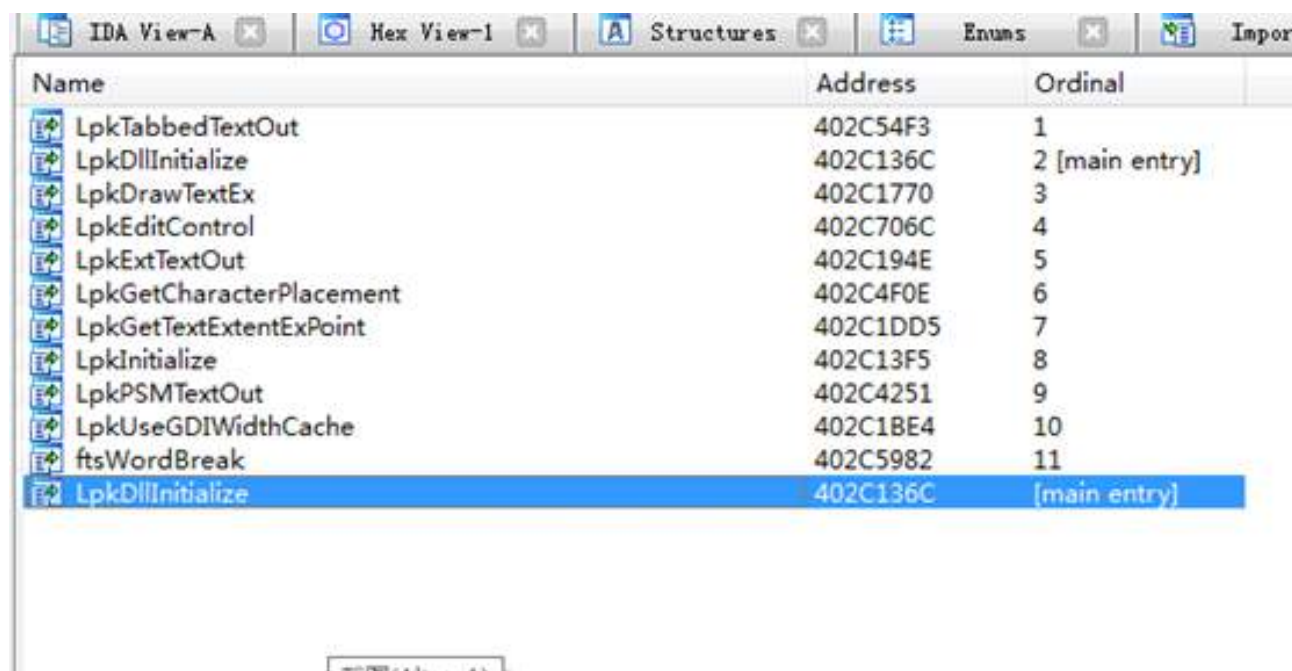 IDA View-A Hex View-1 Structures Enums Impor
Name Address Ordinal
LpkTabbedTextOut 402C54F3 1
LpkDllInitialize 402C136C 2 [main entry]
LpkDrawTextEx 402C1770 3
LpkEditControl 402C706C 4
LpkExtTextOut 402C194E 5
LpkGetCharacterPlacement 402C4F0E 6
LpkGetTextExtentExPoint 402C1DD5 7
LpkInitialize 402C13F5 8
LpkPSMTextOut 402C4251 9
LpkUseGDIWidthCache 402C1BE4 10
ftsWordBreak 402C5982 11
LpkDllInitialize 402C136C [main entry]